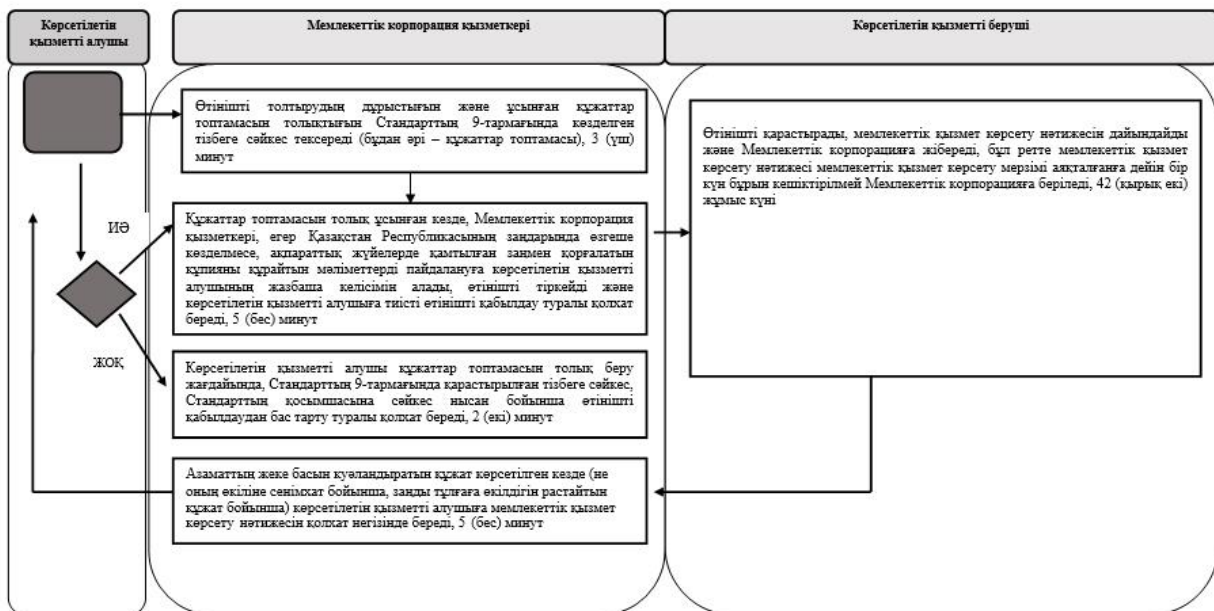 Көрсетілетін
қызметті алушы
Мемлекеттік корпорация қызметкері
Көрсетілетін қызметті беруші
Өтінішті толтырудың дұрыстығын және ұсынған құжаттар
топтамасын толықтығын Стандарттың 9-тармағында көзделген
тізбеге сәйкес тексереді (бұдан әрі – құжаттар топтамасы), 3 (үш)
минут
Өтінішті қарастырады, мемлекеттік қызмет көрсету нәтижесін дайындайды
және Мемлекеттік корпорацияға жібереді, бұл ретте мемлекеттік қызмет
көрсету нәтижесі мемлекеттік қызмет көрсету мерзімі аяқталғанға дейін бір
күн бұрын кешіктірілмей Мемлекеттік корпорацияға беріледі, 42 (қырық екі)
жұмыс күні
ИӘ
Құжаттар топтамасын толық ұсынған кезде, Мемлекеттік корпорация
қызметкері, егер Қазақстан Республикасының заңдарында өзгеше
көзделмесе, ақпараттық жүйелерде қамтылған заңмен қорғалатын
құпияны құрайтын мәліметтерді пайдалануға көрсетілетін қызметті
алушының жазбаша келісімін алады, өтінішті тіркейді және
көрсетілетін қызметті алушыға тиісті өтінішті қабылдау туралы қолхат
береді, 5 (бес) минут
ЖОҚ
Көрсетілетін қызметті алушы құжаттар топтамасын толық беру
жағдайында, Стандарттың 9-тармағында қарастырылған тізбеге сәйкес,
Стандарттың қосымшасына сәйкес нысан бойынша өтінішті
қабылдаудан бас тарту туралы қолхат береді, 2 (екі) минут
Азаматтың жеке басын куәландыратын құжат көрсетілген кезде (не
оның өкіліне сенімхат бойынша, заңды тұлғаға өкілдігін растайтын
құжат бойынша) көрсетілетін қызметті алушыға мемлекеттік қызмет
көрсету нәтижесін қолхат негізінде береді, 5 (бес) минут